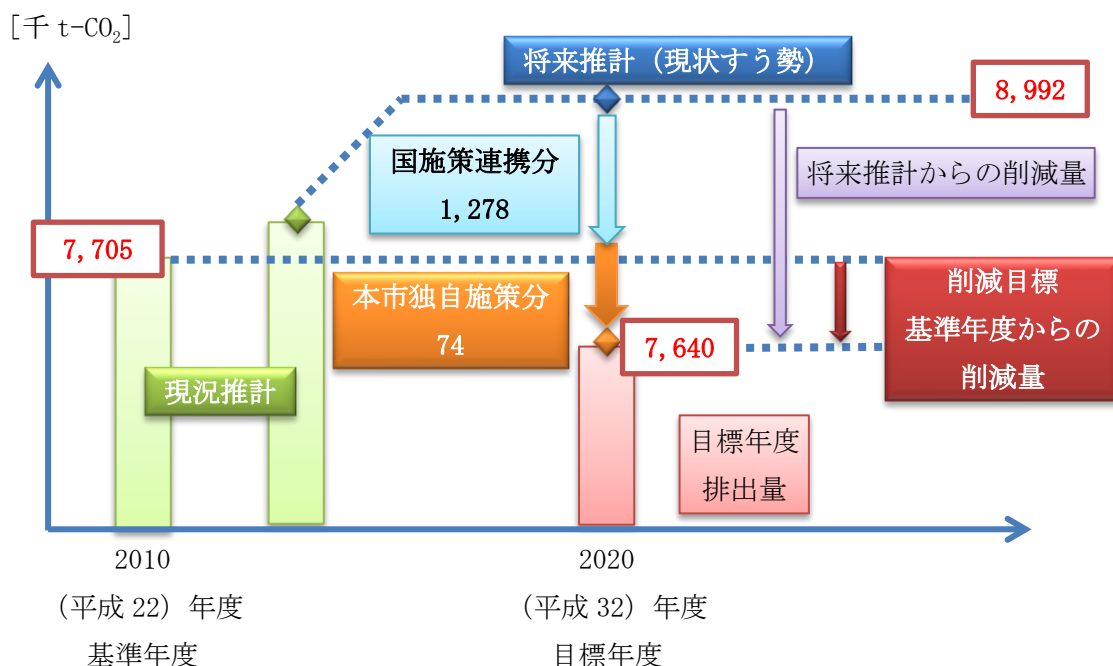 [千 t-CO₂]
将来推計（現状すう勢）
8,992
国施策連携分
1,278
将来推計からの削減量
7,705
本市独自施策分
74
削減目標
基準年度からの
削減量
7,640
現況推計
目標年度
排出量
2010
（平成 22）年度
基準年度
2020
（平成 32）年度
目標年度